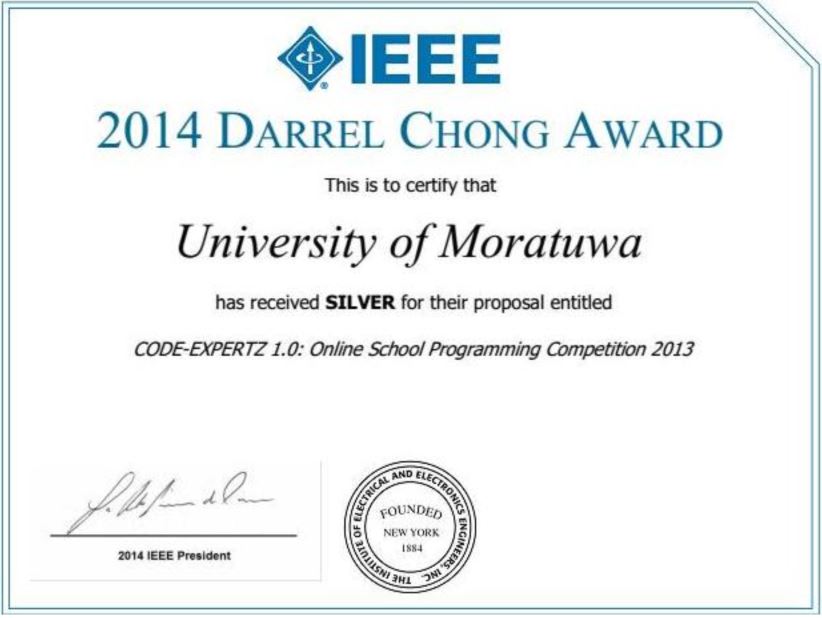 IEEE
2014 DARREL CHONG AWARD
This is to certify that
University of Moratuwa
has received SILVER for their proposal entitled
CODE-EXPERTZ 1.0: Online School Programming Competition 2013
2014 IEEE President
THE INSTITUTE OF ELECTRICAL AND ELECTRONICS ENGINEERS, INC.
FOUNDED
NEW YORK
1884